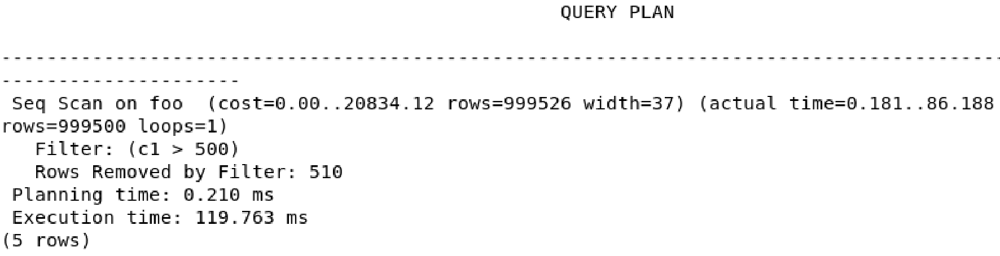 QUERY PLAN
----------------------------------------------------------------------------------------
---------------------
Seq Scan on foo  (cost=0.00..20834.12 rows=999526 width=37) (actual time=0.181..86.188
rows=999500 loops=1)
Filter: (c1 > 500)
Rows Removed by Filter: 510
Planning time: 0.210 ms
Execution time: 119.763 ms
(5 rows)